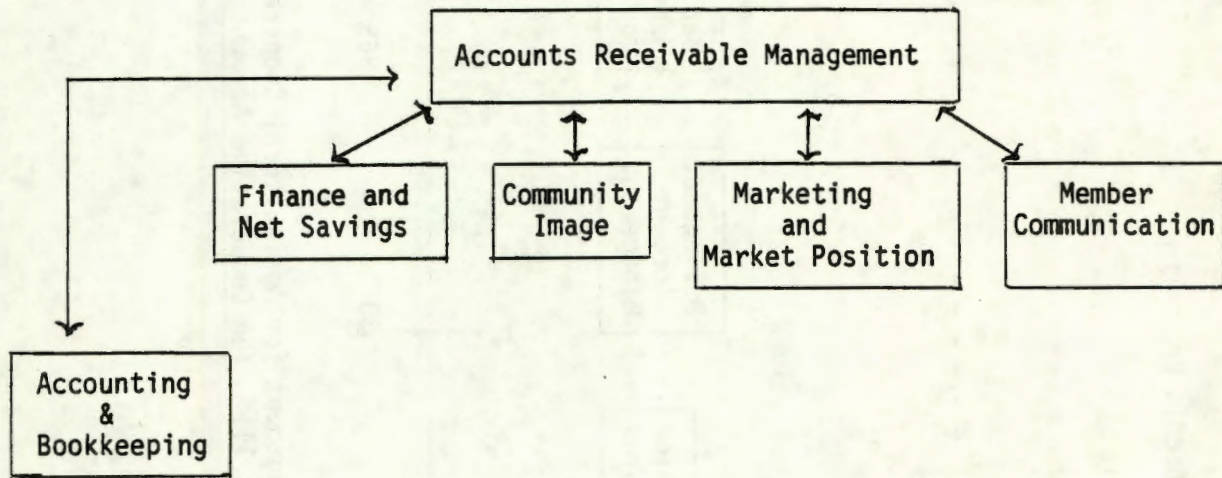 Accounts Receivable Management
Finance and
Net Savings
Community
Image
Marketing
and
Market Position
Member
Communication
Accounting
&
Bookkeeping